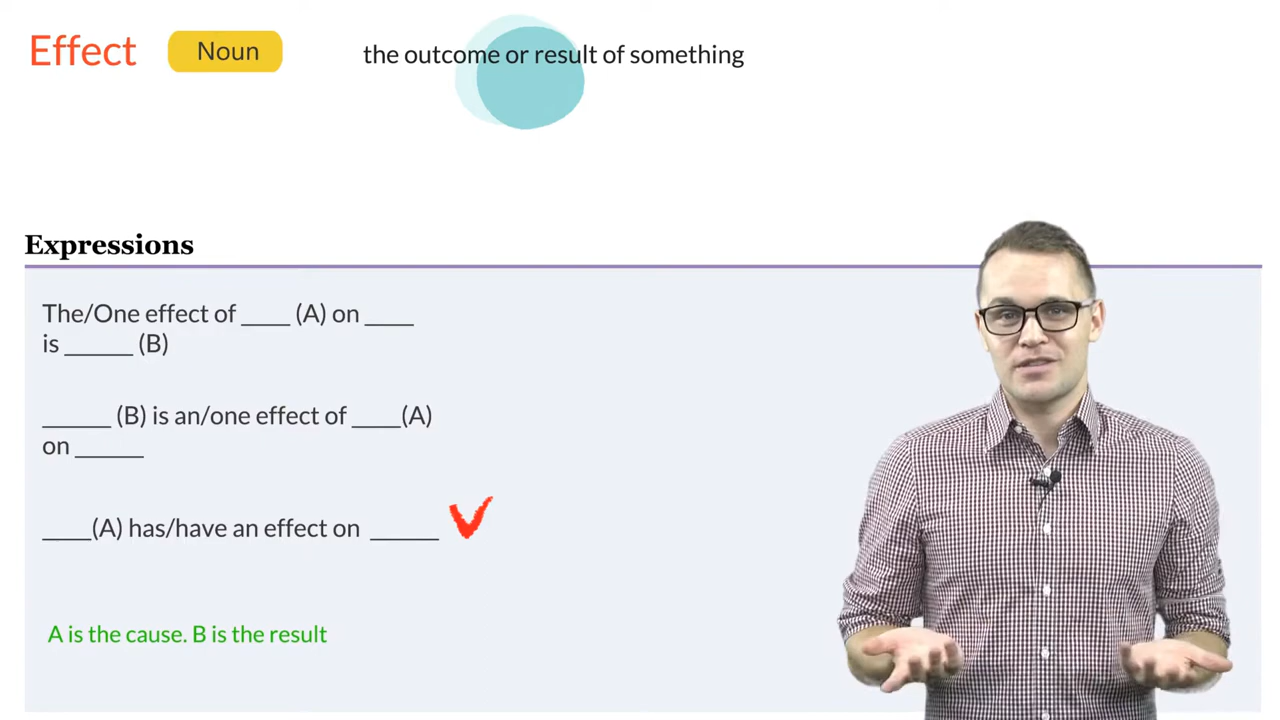 Effect Noun the outcome or result of something
Expressions
The/One effect of ____ (A) on ____
is ______ (B)
______ (B) is an/one effect of ____(A)
on ______
____(A) has/have an effect on ______
A is the cause. B is the result